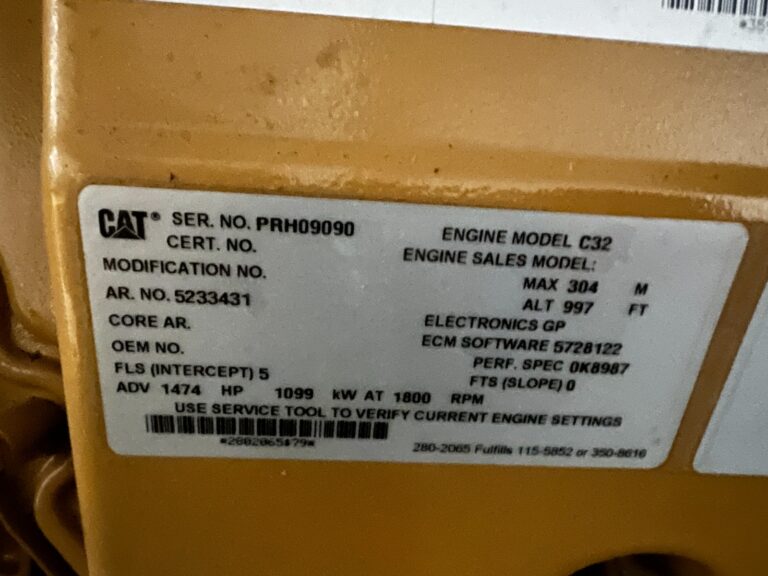 *359
CAT® SER. NO. PRH09090 ENGINE MODEL C32
CERT. NO. ENGINE SALES MODEL:
MODIFICATION NO. MAX 304 M
AR. NO. 5233431 ALT 997 FT
CORE AR. ELECTRONICS GP
OEM NO. ECM SOFTWARE 5728122
FLS (INTERCEPT) 5 PERF. SPEC 0K8987
FTS (SLOPE) 0
ADV 1474 HP 1099 kW AT 1800 RPM
USE SERVICE TOOL TO VERIFY CURRENT ENGINE SETTINGS
*2802065$79*
280-2065 Fulfills 115-5852 or 350-8616